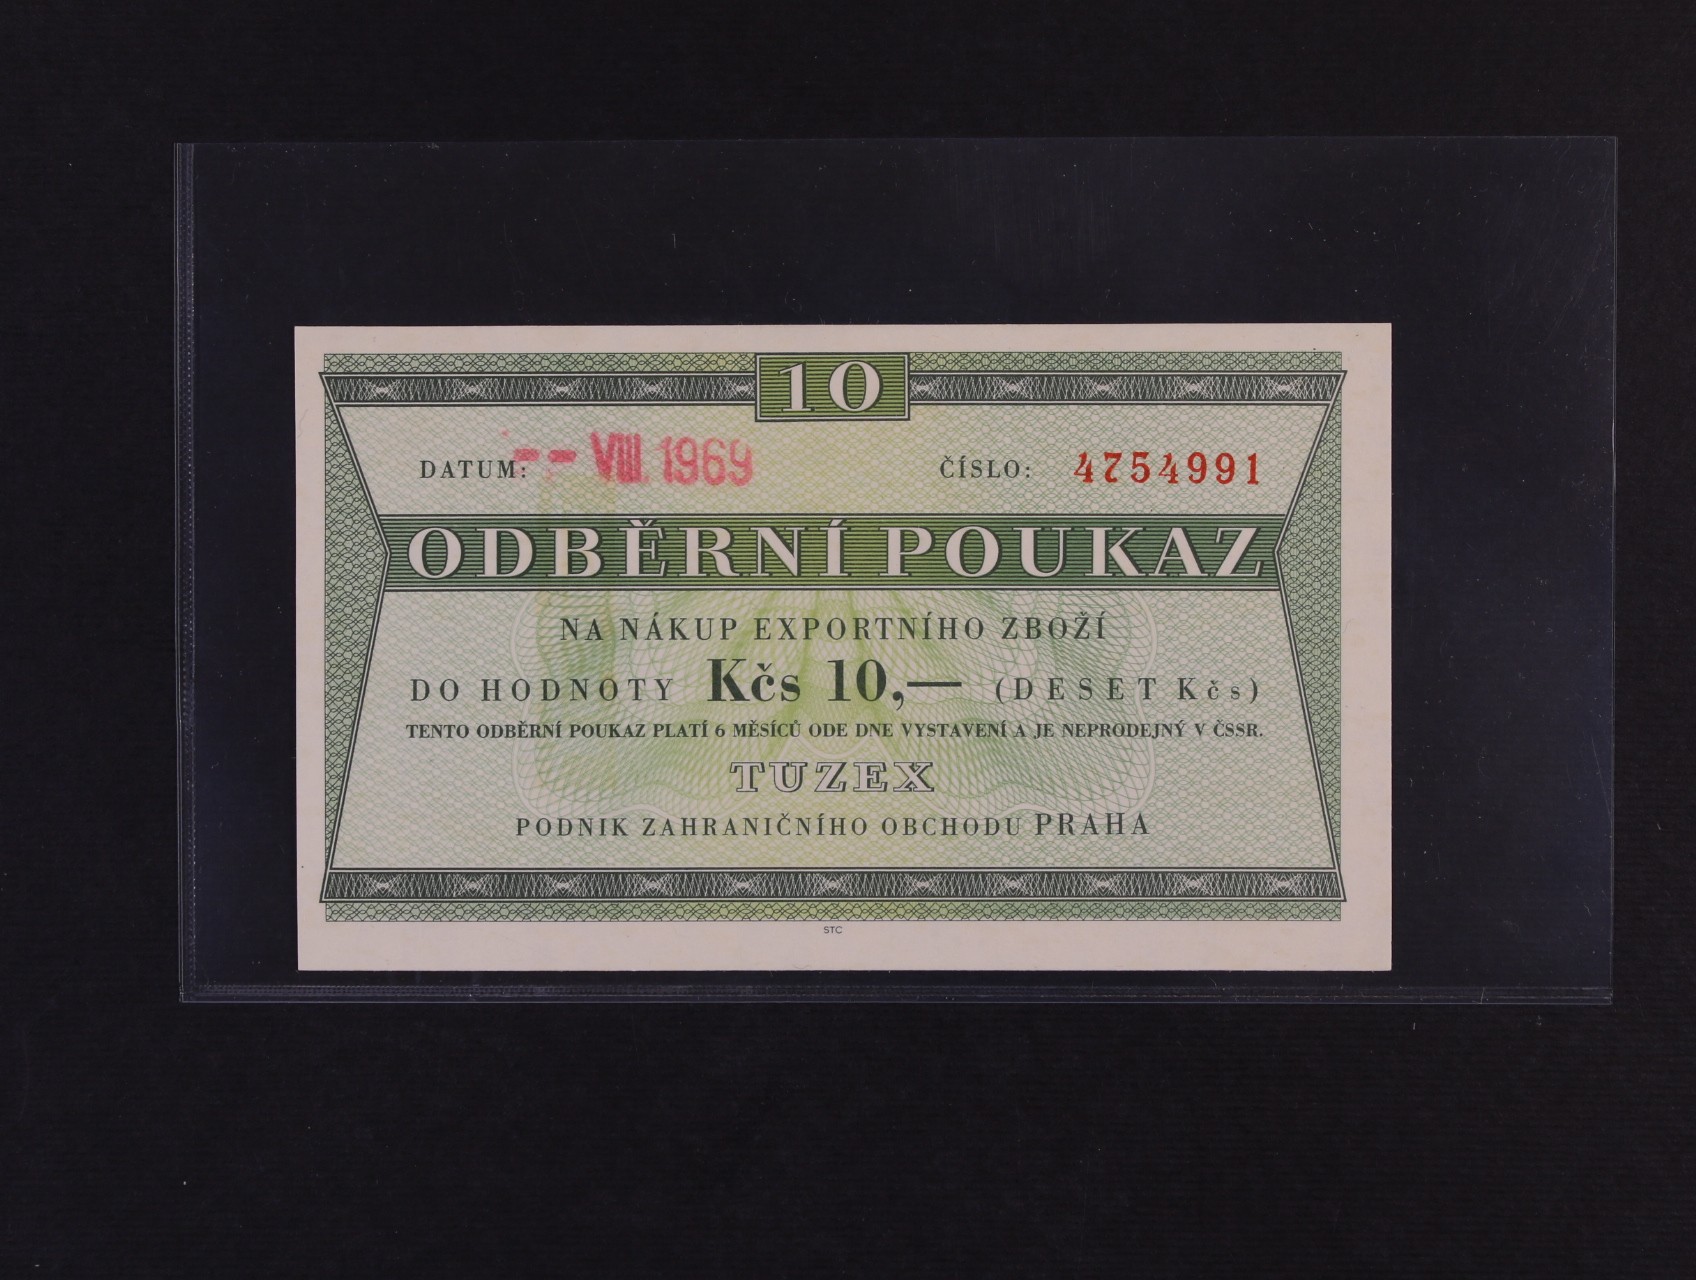 10
DATUM: -- VIII. 1969 ČÍSLO: 4754991
ODBĚRNÍ POUKAZ
NA NÁKUP EXPORTNÍHO ZBOŽÍ
DO HODNOTY Kčs 10,— (DESET Kčs)
TENTO ODBĚRNÍ POUKAZ PLATÍ 6 MĚSÍCŮ ODE DNE VYSTAVENÍ A JE NEPRODEJNÝ V ČSSR.
TUZEX
PODNIK ZAHRANIČNÍHO OBCHODU PRAHA
STC